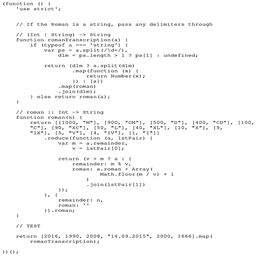 (function () {
    'use strict';

    // If the Roman is a string, pass any delimiters through

    // (Int | String) -> String
    function romanTranscription(a) {
        if (typeof a === 'string') {
            var ps = a.split(/\d+/),
                dlm = ps.length > 1 ? ps[1] : undefined;

            return (dlm ? a.split(dlm)
                .map(function (x) {
                    return Number(x);
                }) : [a])
                .map(roman)
                .join(dlm);
        } else return roman(a);
    }

    // roman :: Int -> String
    function roman(n) {
        return [[1000, "M"], [900, "CM"], [500, "D"], [400, "CD"], [100,
        "C"], [90, "XC"], [50, "L"], [40, "XL"], [10, "X"], [9,
        "IX"], [5, "V"], [4, "IV"], [1, "I"]]
            .reduce(function (a, lstPair) {
                var m = a.remainder,
                    v = lstPair[0];

                return (v > m ? a : {
                    remainder: m % v,
                    roman: a.roman + Array(
                            Math.floor(m / v) + 1
                        )
                        .join(lstPair[1])
                });
            }, {
                remainder: n,
                roman: ''
            }).roman;
    }

    // TEST

    return [2016, 1990, 2008, "14.09.2015", 2000, 1666].map(
        romanTranscription);

})();